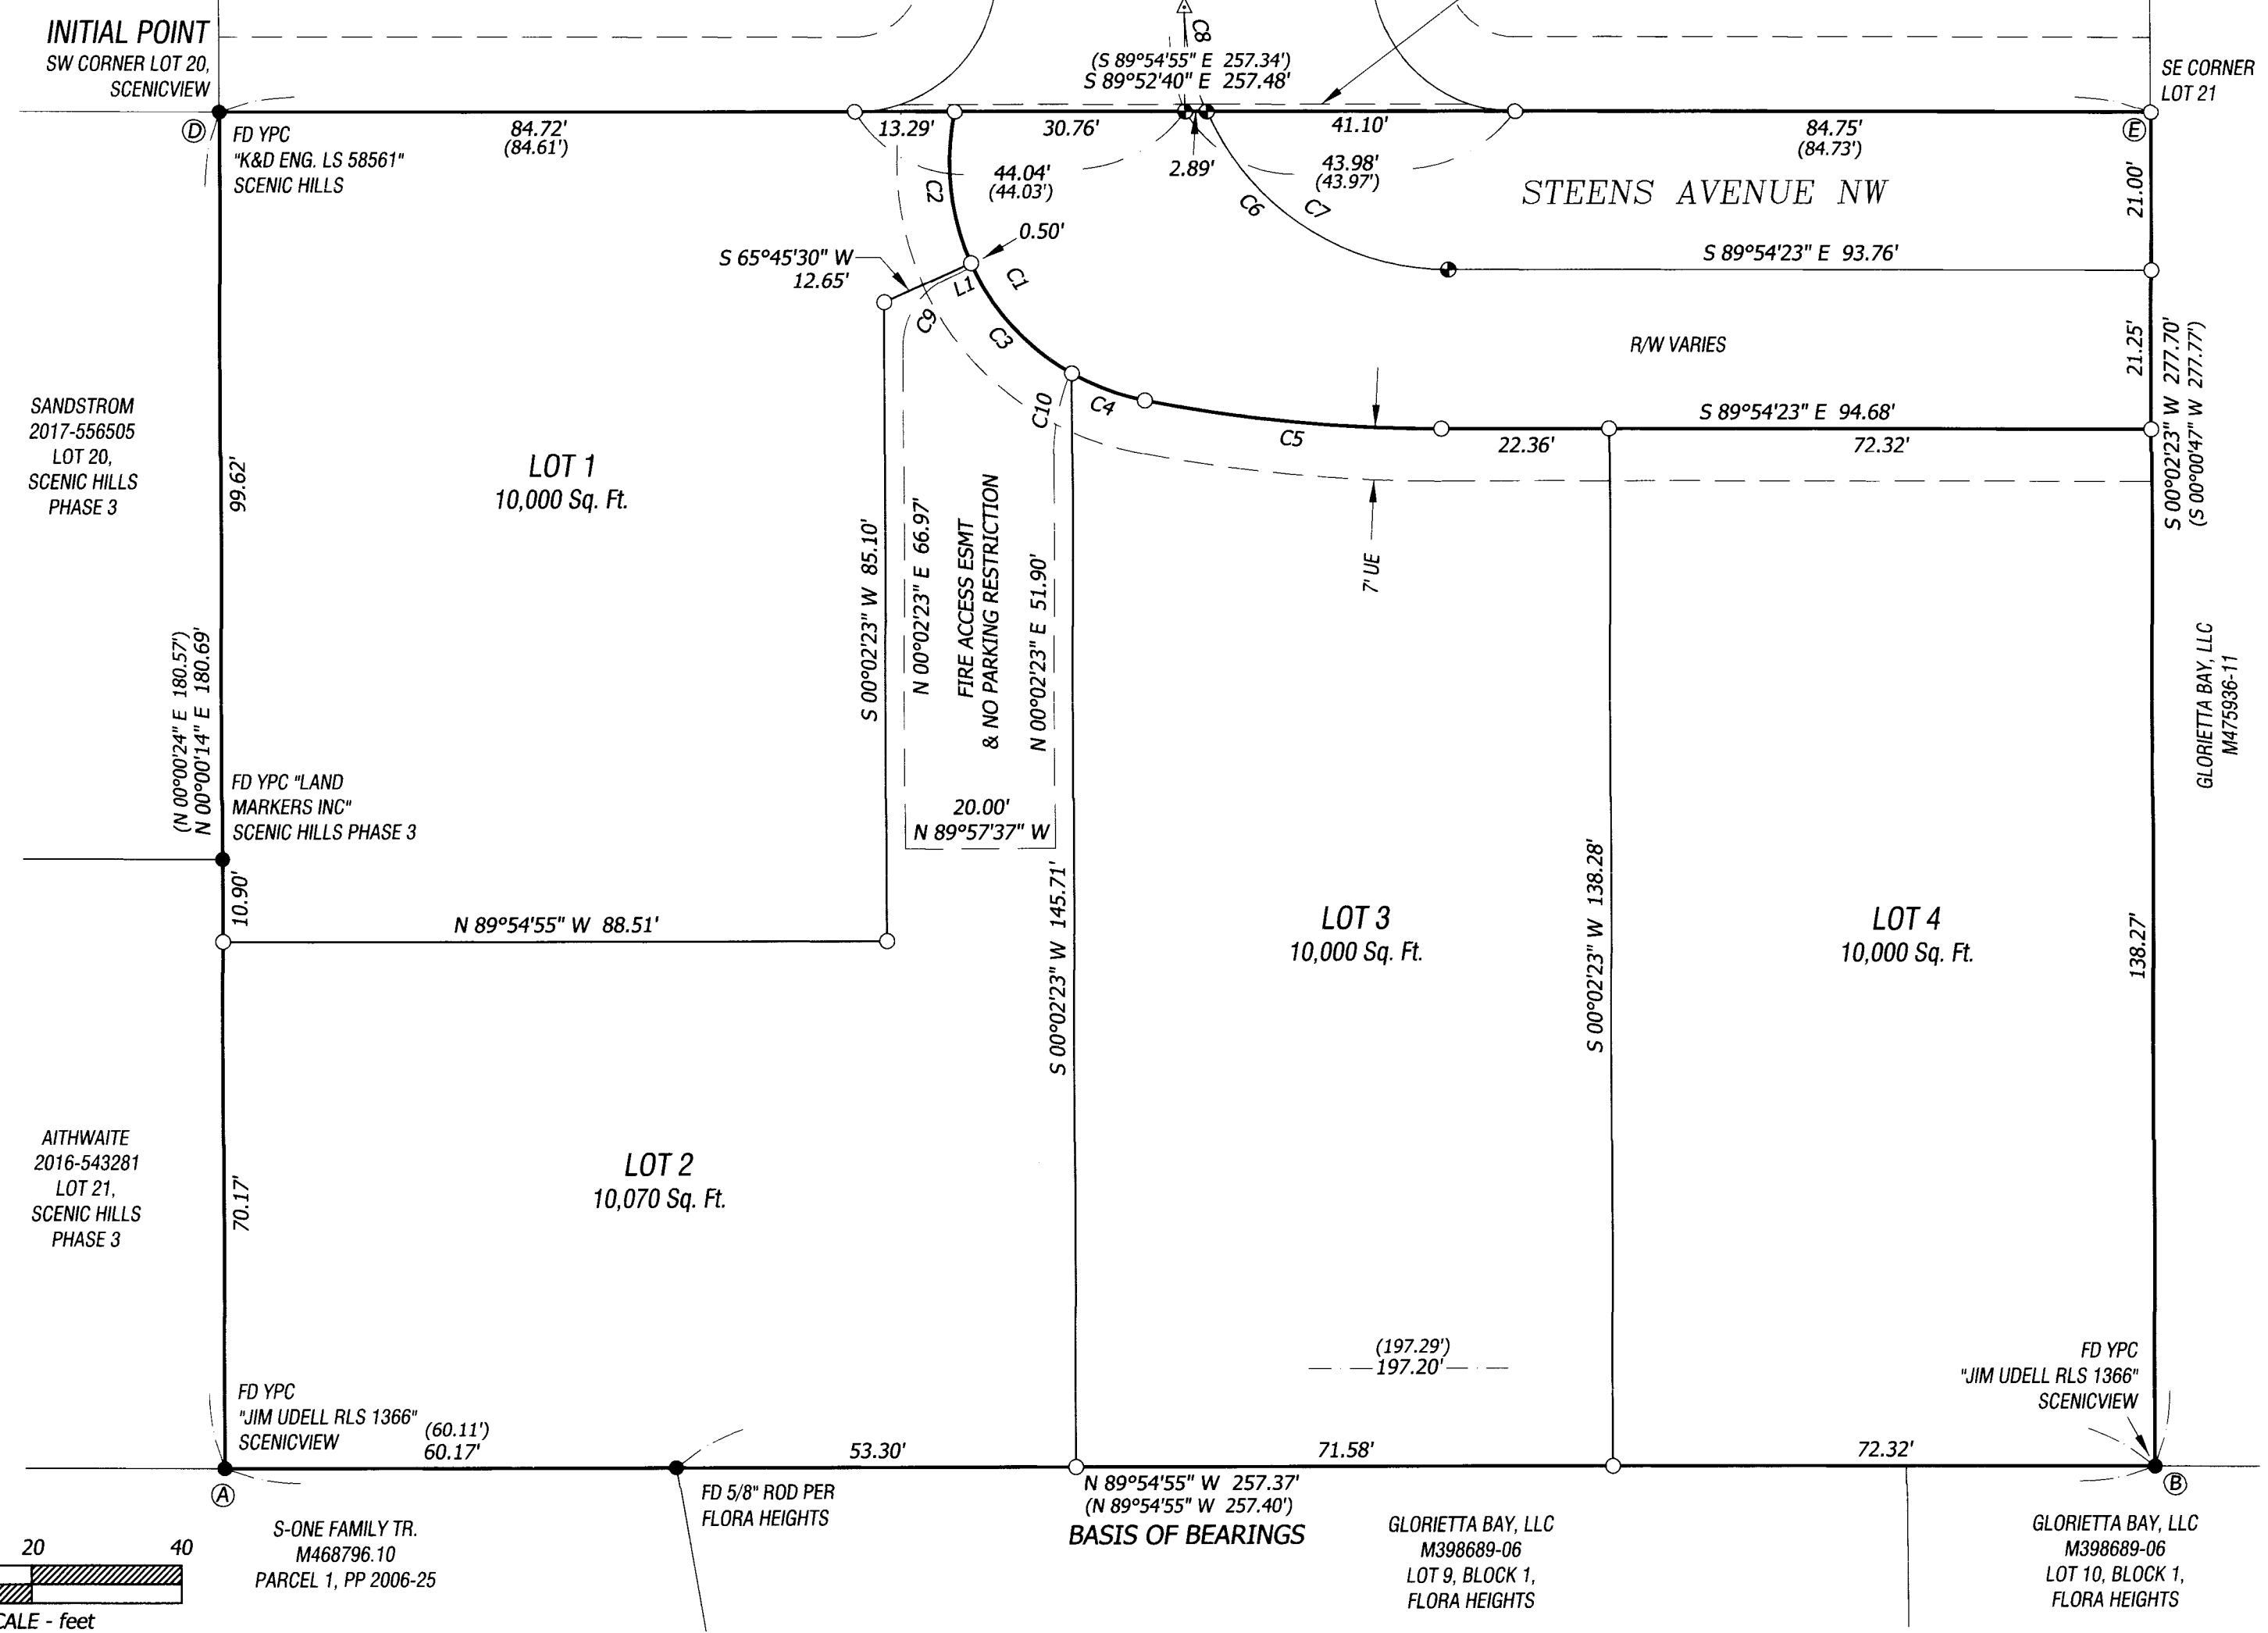 INITIAL POINT
SW CORNER LOT 20,
SCENICVIEW
C8
(S 89°54'55" E 257.34')
S 89°52'40" E 257.48'
SE CORNER
LOT 21
D
FD YPC
"K&D ENG. LS 58561"
SCENIC HILLS
84.72'
(84.61')
13.29'
30.76'
41.10'
84.75'
(84.73')
E
44.04'
(44.03')
2.89'
43.98'
(43.97')
STEENS AVENUE NW
21.00'
C2
C6
C7
0.50'
S 65°45'30" W
12.65'
S 89°54'23" E 93.76'
L1
C1
C9
C3
R/W VARIES
21.25'
S 00°02'23" W 277.70'
(S 00°00'47" W 277.77')
SANDSTROM
2017-556505
LOT 20,
SCENIC HILLS
PHASE 3
C10
C4
C5
S 89°54'23" E 94.68'
22.36'
72.32'
99.62'
LOT 1
10,000 Sq. Ft.
S 00°02'23" W 85.10'
N 00°02'23" E 66.97'
FIRE ACCESS ESMT
& NO PARKING RESTRICTION
N 00°02'23" E 51.90'
7' UE
(N 00°00'24" E 180.57')
N 00°00'14" E 180.69'
GLORIETTA BAY, LLC
M475936-11
FD YPC "LAND
MARKERS INC"
SCENIC HILLS PHASE 3
20.00'
N 89°57'37" W
10.90'
N 89°54'55" W 88.51'
S 00°02'23" W 145.71'
LOT 3
10,000 Sq. Ft.
S 00°02'23" W 138.28'
LOT 4
10,000 Sq. Ft.
138.27'
AITHWAITE
2016-543281
LOT 21,
SCENIC HILLS
PHASE 3
70.17'
LOT 2
10,070 Sq. Ft.
(197.29')
197.20'
FD YPC
"JIM UDELL RLS 1366"
SCENICVIEW
FD YPC
"JIM UDELL RLS 1366"
SCENICVIEW
(60.11')
60.17'
53.30'
71.58'
72.32'
A
FD 5/8" ROD PER
FLORA HEIGHTS
N 89°54'55" W 257.37'
(N 89°54'55" W 257.40')
BASIS OF BEARINGS
B
S-ONE FAMILY TR.
M468796.10
PARCEL 1, PP 2006-25
GLORIETTA BAY, LLC
M398689-06
LOT 9, BLOCK 1,
FLORA HEIGHTS
GLORIETTA BAY, LLC
M398689-06
LOT 10, BLOCK 1,
FLORA HEIGHTS
20 40
CALE - feet